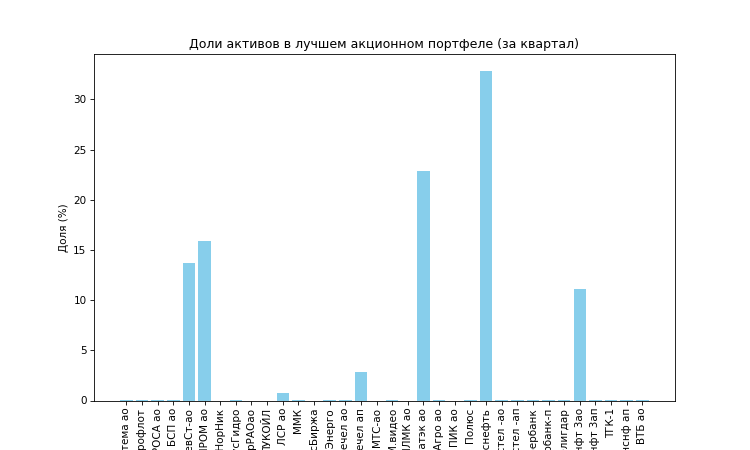 Доли активов в лучшем акционном портфеле (за квартал)
Доля (%)
30
25
20
15
10
5
0
тема ао
рофлот
РОСА ао
БСП ао
евСт-ао
ПРОМ ао
НорНик
сГидро
рРАОао
ЛУКОЙЛ
ЛСР ао
ММК
сБиржа
Энерго
ечел ао
ечел ап
МТС-ао
М.видео
НЛМК ао
атэк ао
Агро ао
ПИК ао
Полюс
снефть
стел -ао
стел -ап
ербанк
рбанк-п
лигдар
нфт 3ао
нфт 3ап
ТГК-1
нснф ап
ВТБ ао